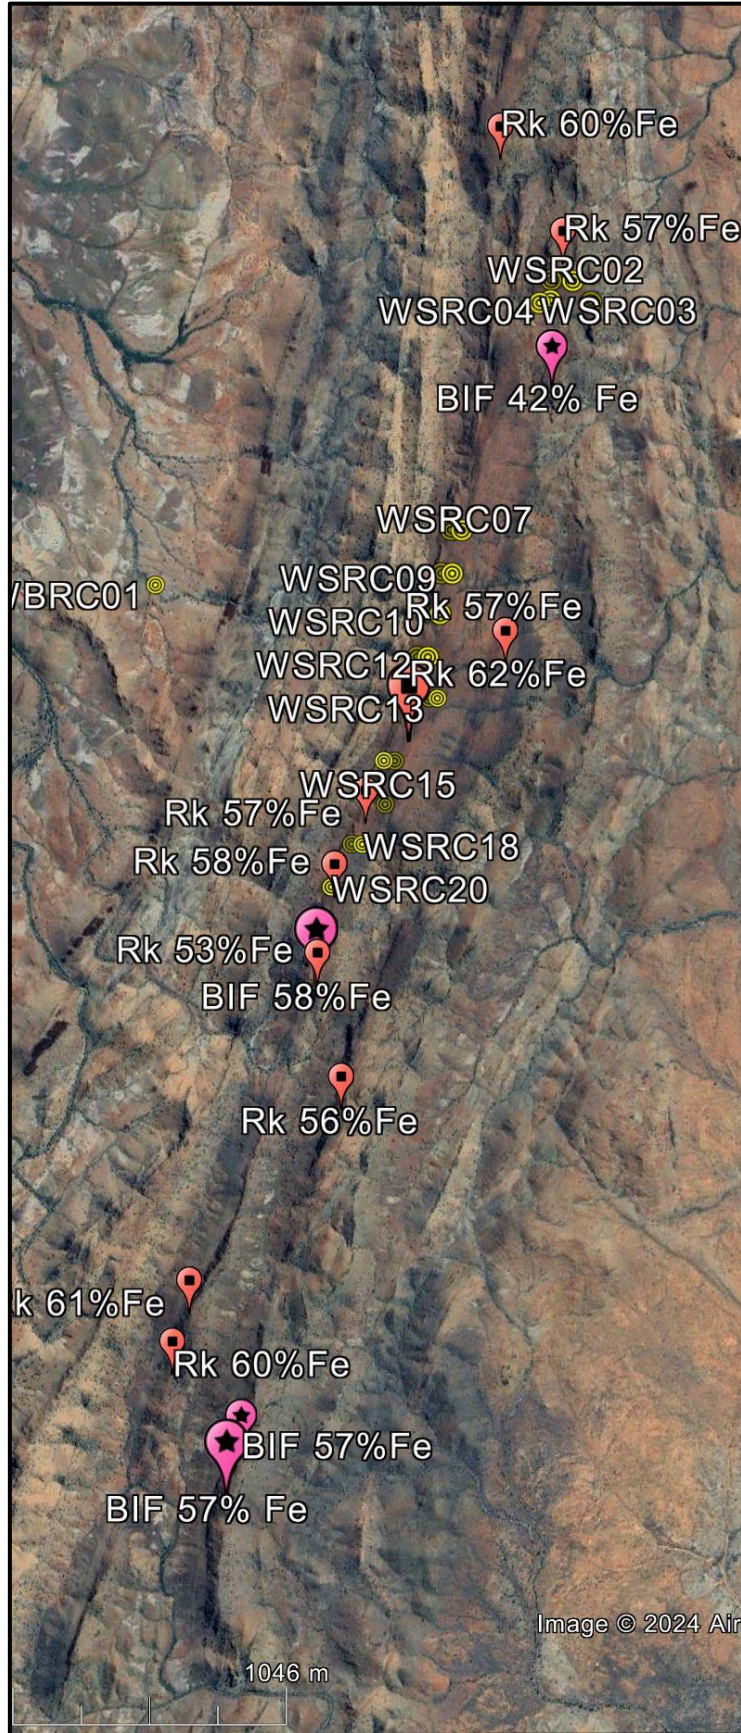 Rk 60%Fe
Rk 57%Fe
WSRC02
WSRC04
WSRC03
BIF 42% Fe
WSRC07
WSRC09
BRC01
Rk 57%Fe
WSRC10
WSRC12
Rk 62%Fe
WSRC13
WSRC15
Rk 57%Fe
WSRC18
Rk 58%Fe
WSRC20
Rk 53%Fe
BIF 58%Fe
Rk 56%Fe
k 61%Fe
Rk 60%Fe
BIF 57%Fe
BIF 57% Fe
Image © 2024 Air
1046 m